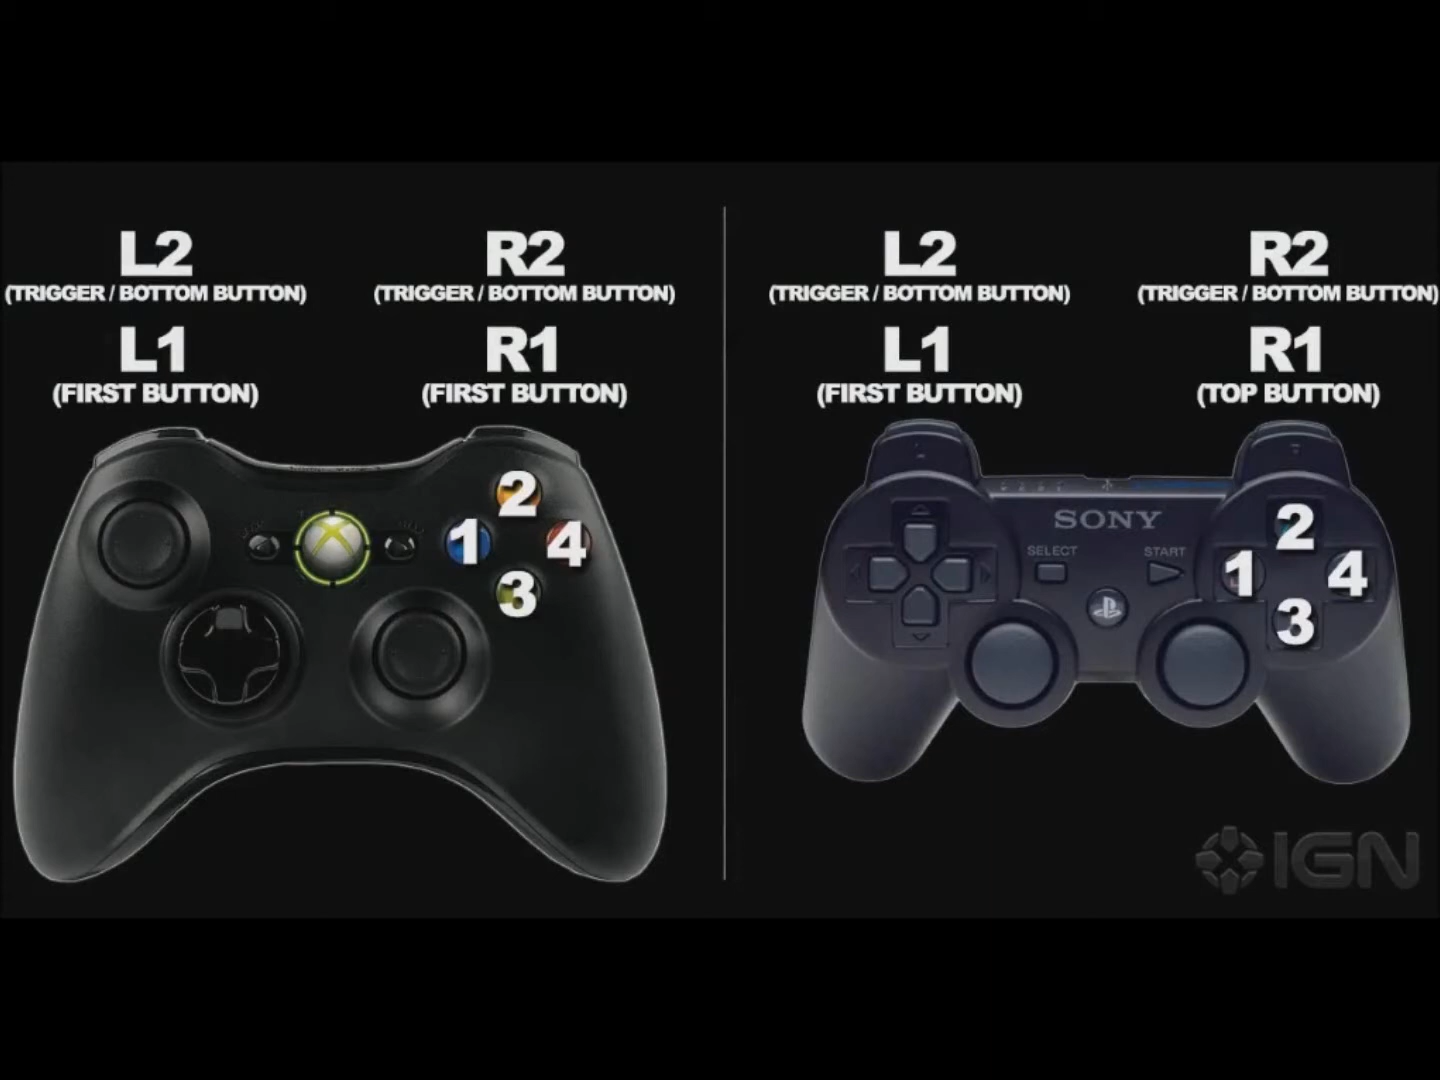 L2
(TRIGGER / BOTTOM BUTTON)
R2
(TRIGGER / BOTTOM BUTTON)
L1
(FIRST BUTTON)
R1
(FIRST BUTTON)
2
1
4
3
L2
(TRIGGER / BOTTOM BUTTON)
R2
(TRIGGER / BOTTOM BUTTON)
L1
(FIRST BUTTON)
R1
(TOP BUTTON)
SONY
SELECT
START
2
1
4
3
IGN